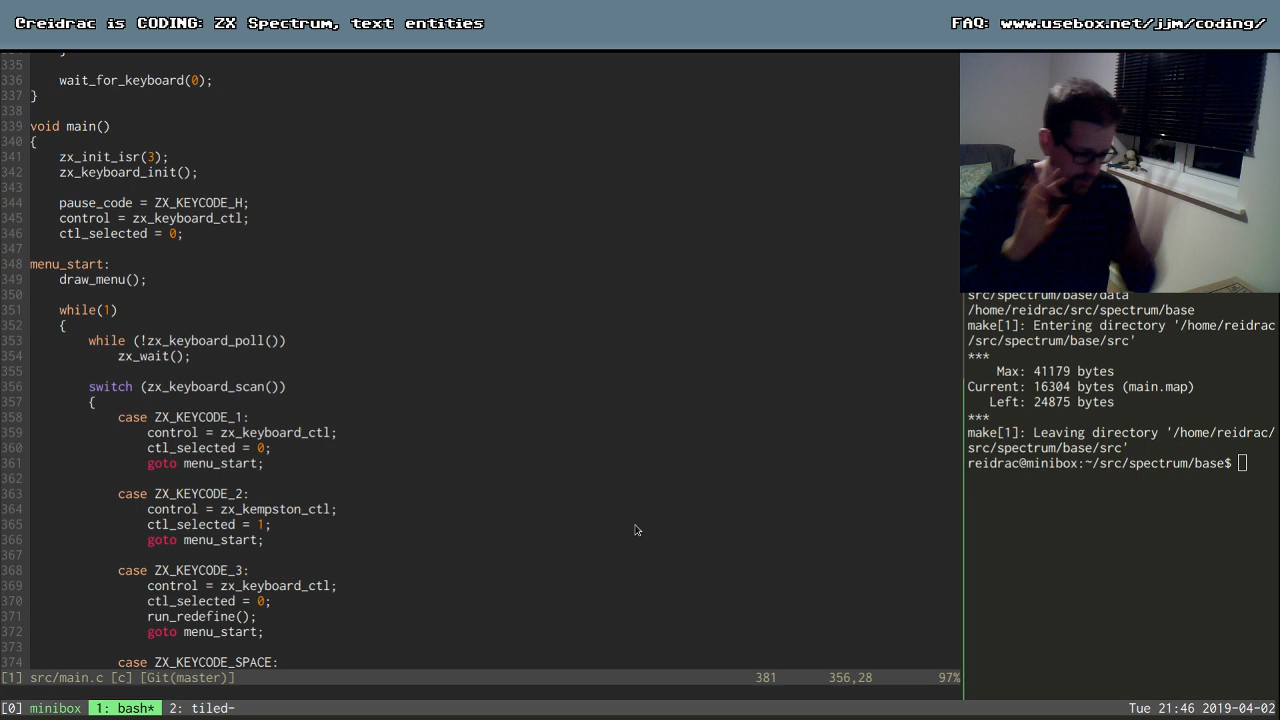 Creidrac is CODING: ZX Spectrum, text entities
FAQ: www.usebox.net/jjm/coding/
335
336 wait_for_keyboard(0);
337 }
338
339 void main()
340 {
341 zx_init_isr(3);
342 zx_keyboard_init();
343
344 pause_code = ZX_KEYCODE_H;
345 control = zx_keyboard_ctl;
346 ctl_selected = 0;
347
348 menu_start:
349 draw_menu();
350
351 while(1)
352 {
353 while (!zx_keyboard_poll())
354 zx_wait();
355
356 switch (zx_keyboard_scan())
357 {
358 case ZX_KEYCODE_1:
359 control = zx_keyboard_ctl;
360 ctl_selected = 0;
361 goto menu_start;
362
363 case ZX_KEYCODE_2:
364 control = zx_kempston_ctl;
365 ctl_selected = 1;
366 goto menu_start;
367
368 case ZX_KEYCODE_3:
369 control = zx_keyboard_ctl;
370 ctl_selected = 0;
371 run_redefine();
372 goto menu_start;
373
374 case ZX_KEYCODE_SPACE:
[1] src/main.c [c] [Git(master)] 381 356,28 97%
src/spectrum/base/data
/home/reidrac/src/spectrum/base
make[1]: Entering directory '/home/reidrac
/src/spectrum/base/src'
***
Max: 41179 bytes
Current: 16304 bytes (main.map)
Left: 24875 bytes
***
make[1]: Leaving directory '/home/reidrac/
src/spectrum/base/src'
reidrac@minibox:~/src/spectrum/base$
[0] minibox 1: bash* 2: tiled- Tue 21:46 2019-04-02